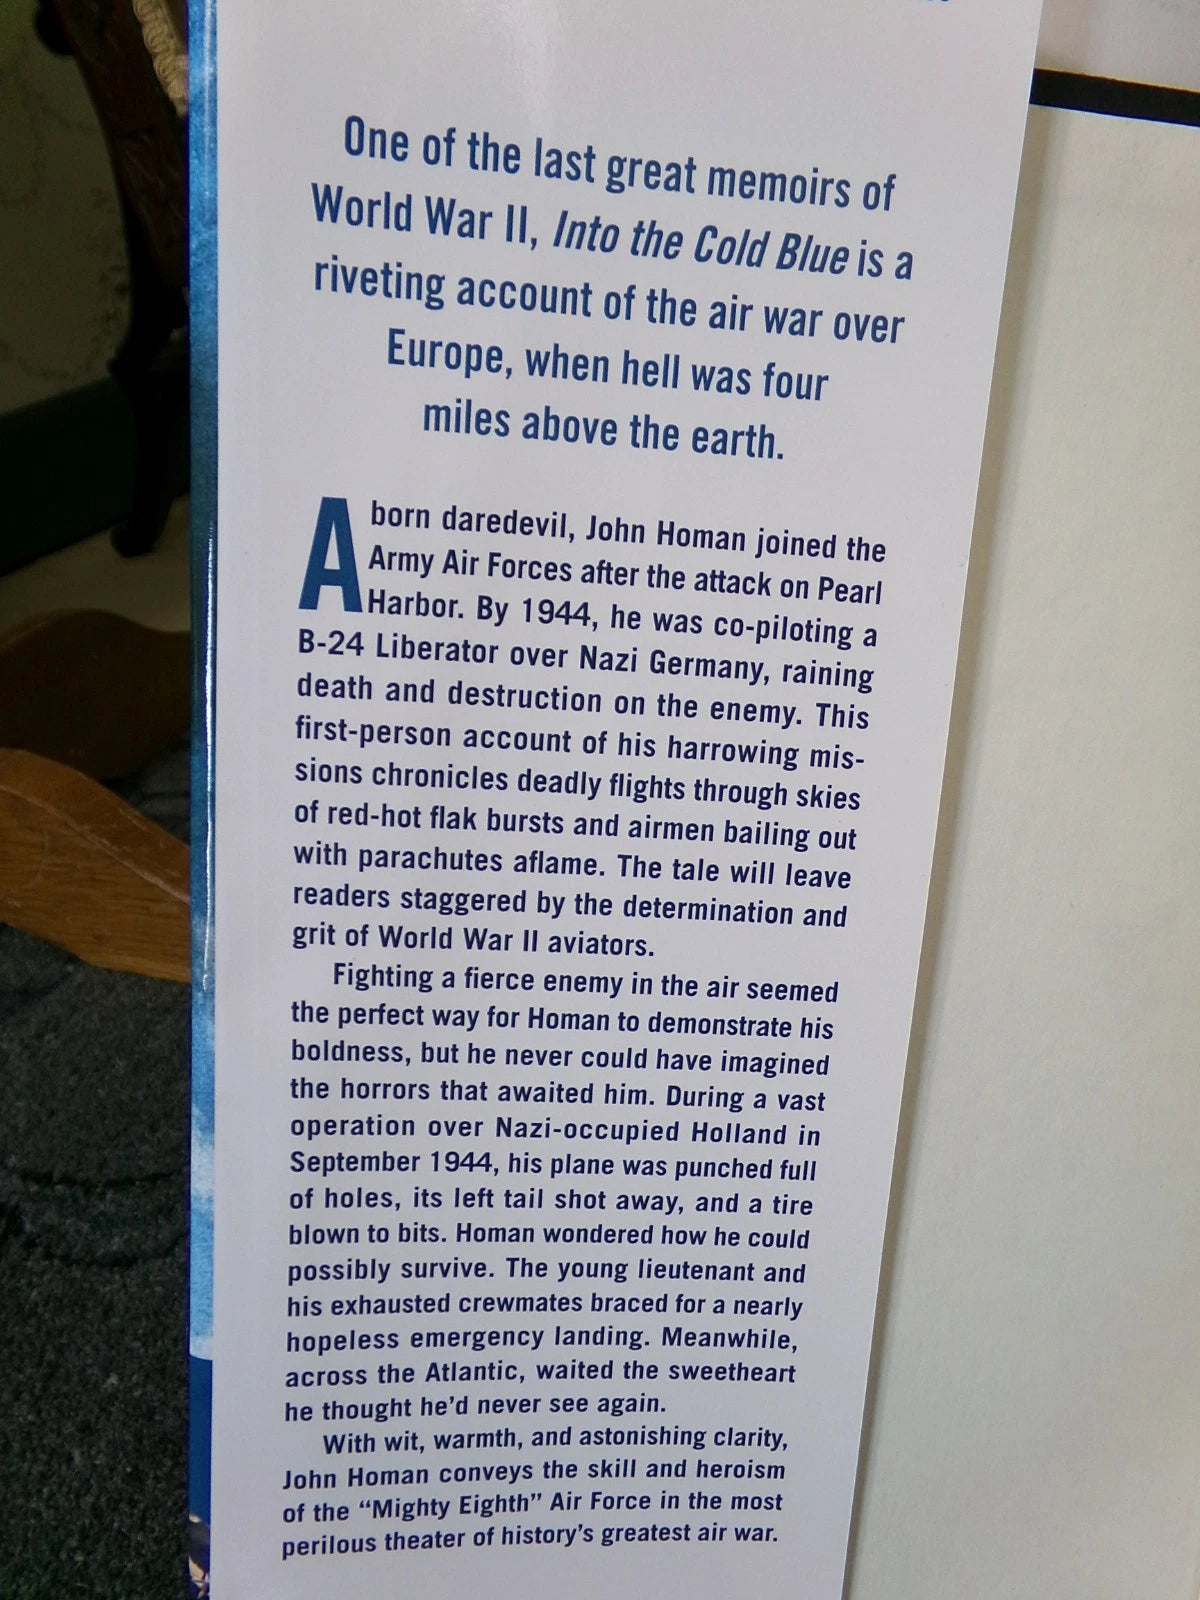 One of the last great memoirs of
World War II, Into the Cold Blue is a
riveting account of the air war over
Europe, when hell was four
miles above the earth.
A born daredevil, John Homan joined the
Army Air Forces after the attack on Pearl
Harbor. By 1944, he was co-piloting a
B-24 Liberator over Nazi Germany, raining
death and destruction on the enemy. This
first-person account of his harrowing mis-
sions chronicles deadly flights through skies
of red-hot flak bursts and airmen bailing out
with parachutes aflame. The tale will leave
readers staggered by the determination and
grit of World War II aviators.
Fighting a fierce enemy in the air seemed
the perfect way for Homan to demonstrate his
boldness, but he never could have imagined
the horrors that awaited him. During a vast
operation over Nazi-occupied Holland in
September 1944, his plane was punched full
of holes, its left tail shot away, and a tire
blown to bits. Homan wondered how he could
possibly survive. The young lieutenant and
his exhausted crewmates braced for a nearly
hopeless emergency landing. Meanwhile,
across the Atlantic, waited the sweetheart
he thought he'd never see again.
With wit, warmth, and astonishing clarity,
John Homan conveys the skill and heroism
of the “Mighty Eighth” Air Force in the most
perilous theater of history's greatest air war.